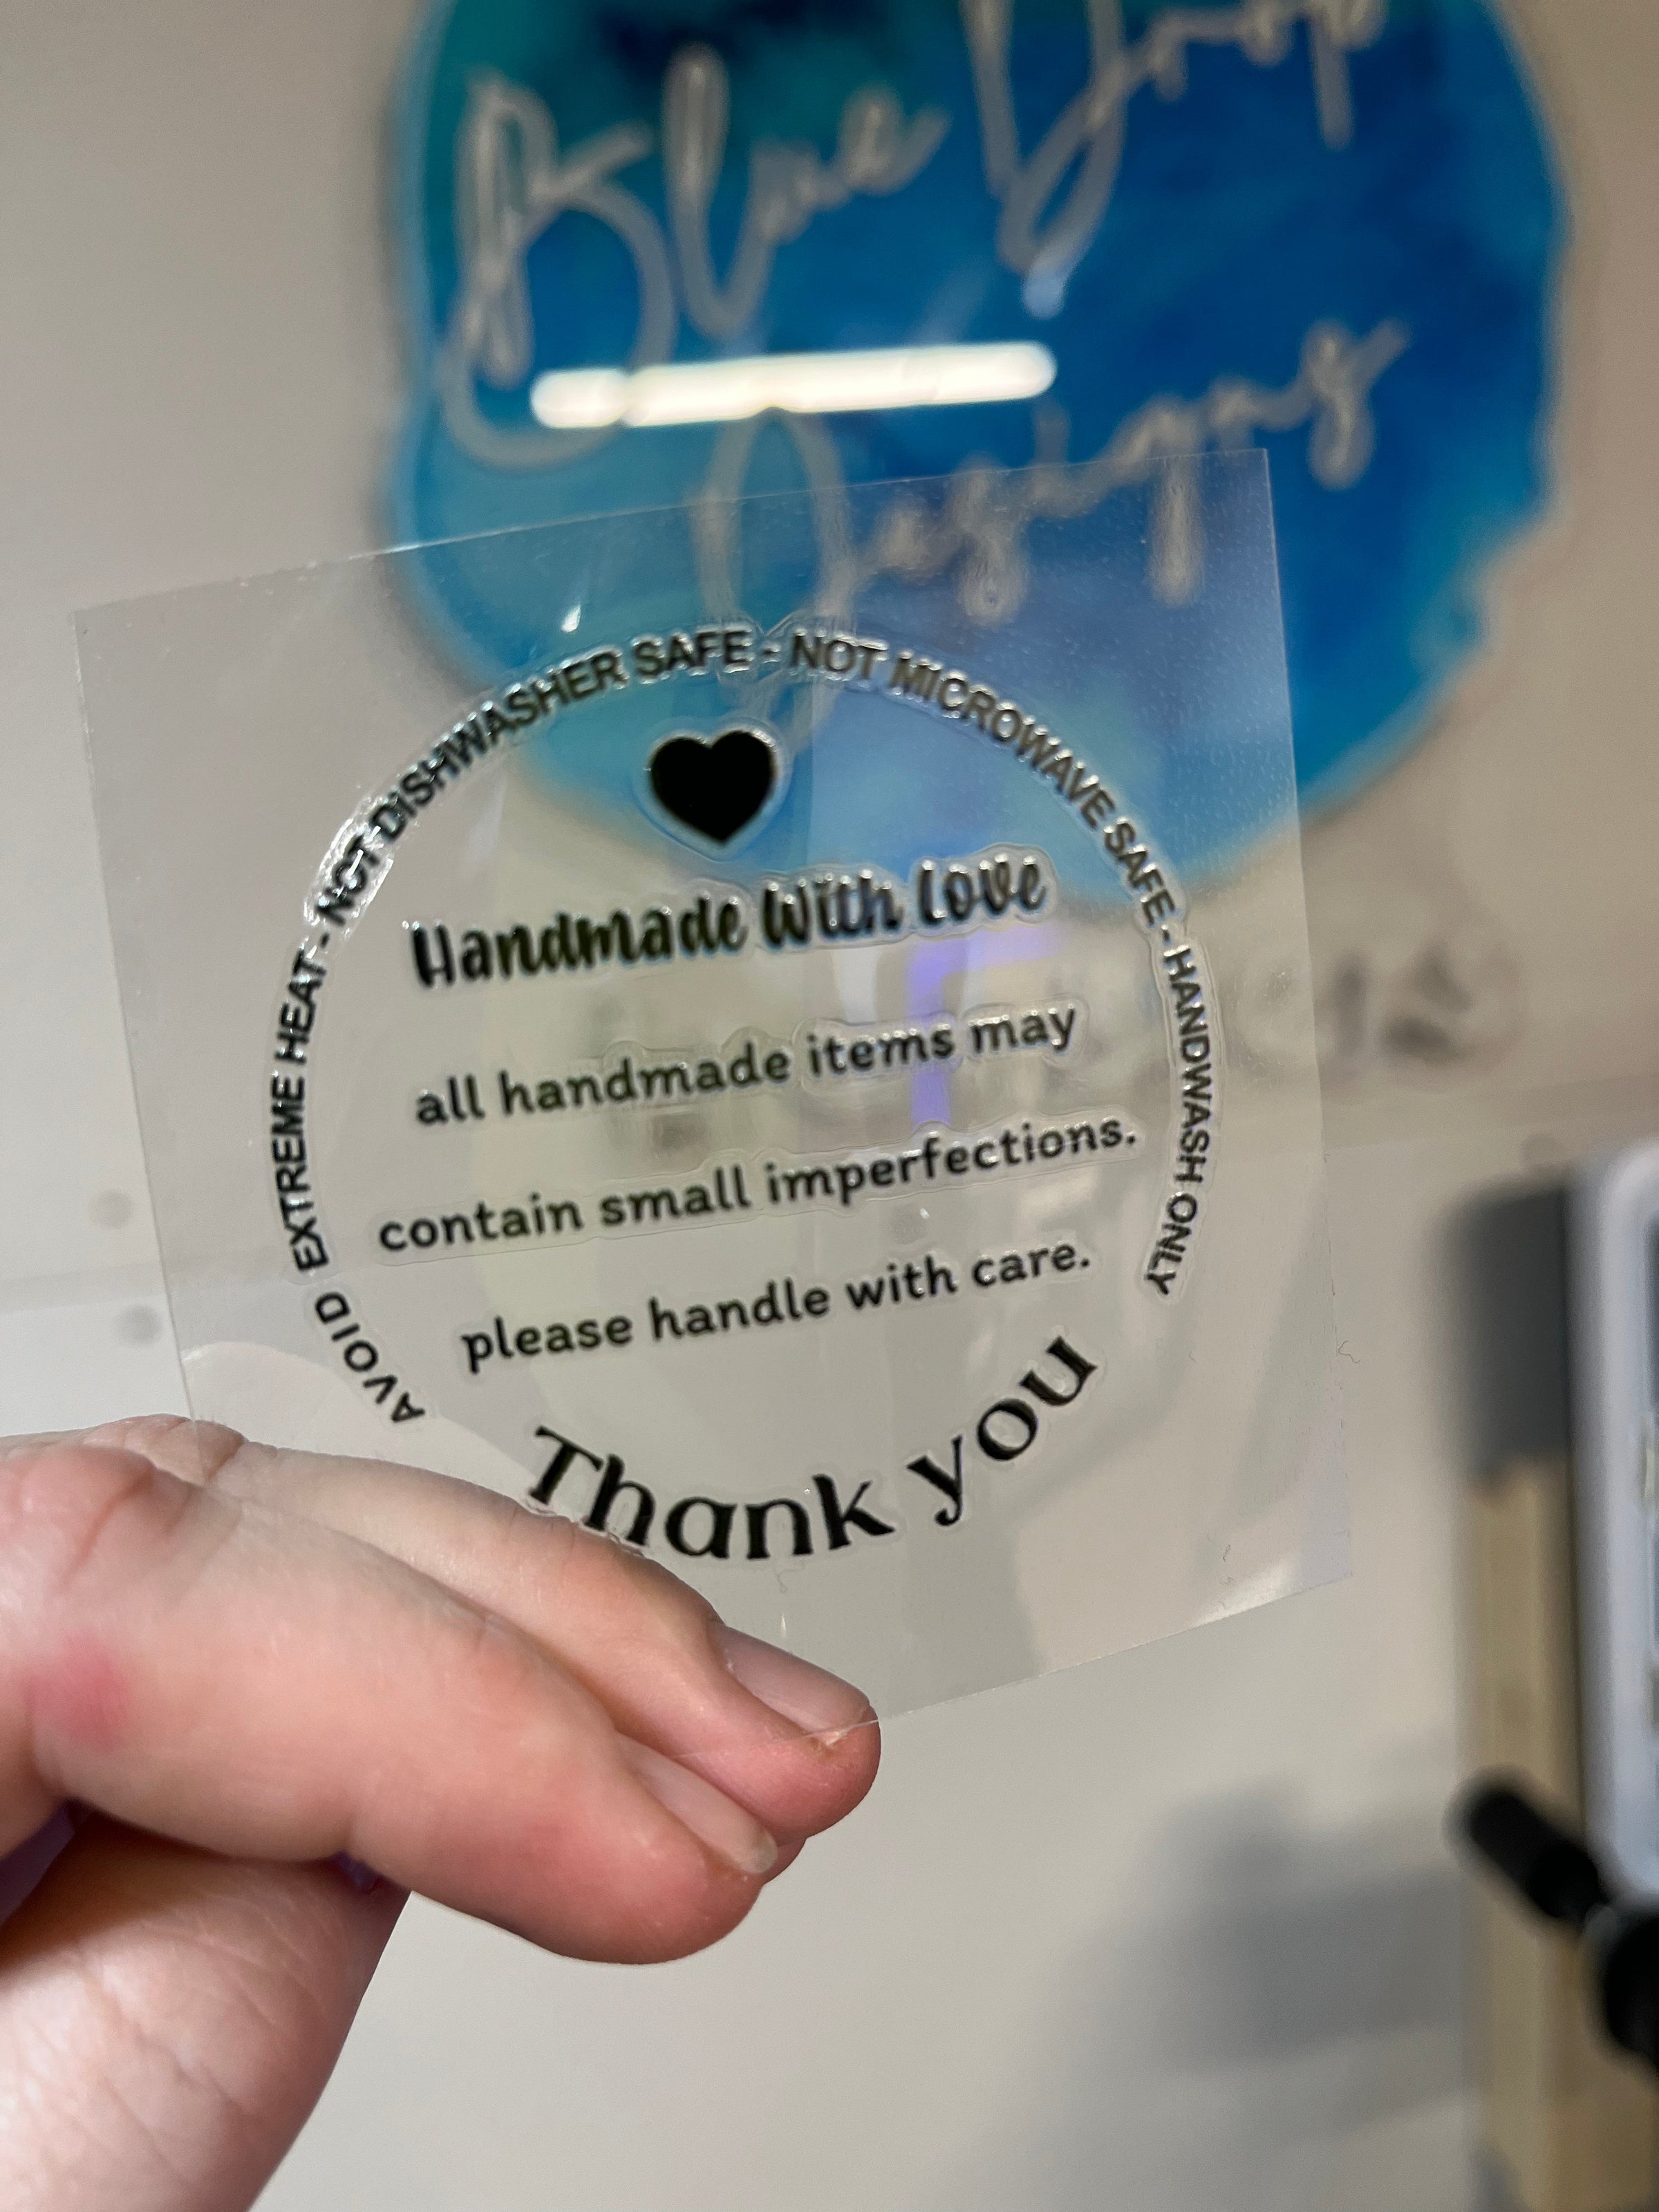 Blue Drop
Designs
AVOID EXTREME HEAT - NOT DISHWASHER SAFE - NOT MICROWAVE SAFE - HANDWASH ONLY
Handmade With Love
all handmade items may
contain small imperfections.
please handle with care.
Thank you